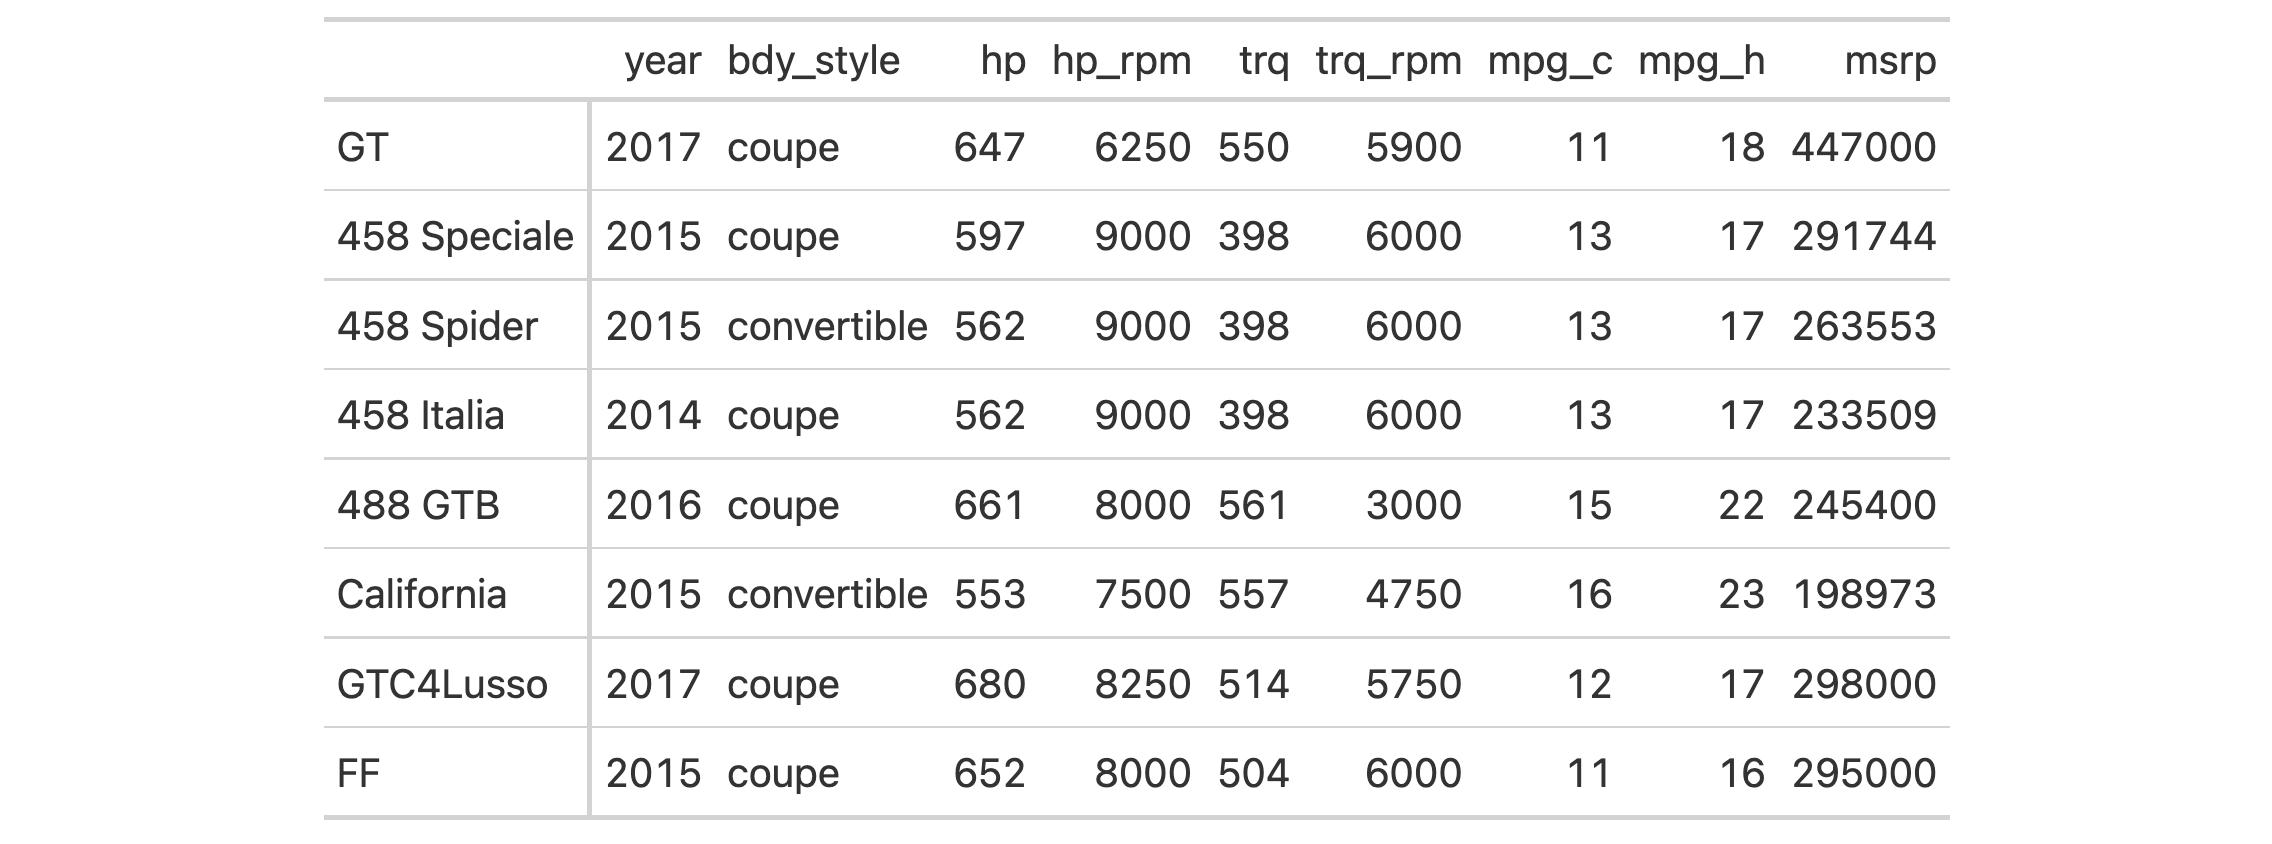 year bdy_style hp hp_rpm trq trq_rpm mpg_c mpg_h msrp
GT 2017 coupe 647 6250 550 5900 11 18 447000
458 Speciale 2015 coupe 597 9000 398 6000 13 17 291744
458 Spider 2015 convertible 562 9000 398 6000 13 17 263553
458 Italia 2014 coupe 562 9000 398 6000 13 17 233509
488 GTB 2016 coupe 661 8000 561 3000 15 22 245400
California 2015 convertible 553 7500 557 4750 16 23 198973
GTC4Lusso 2017 coupe 680 8250 514 5750 12 17 298000
FF 2015 coupe 652 8000 504 6000 11 16 295000